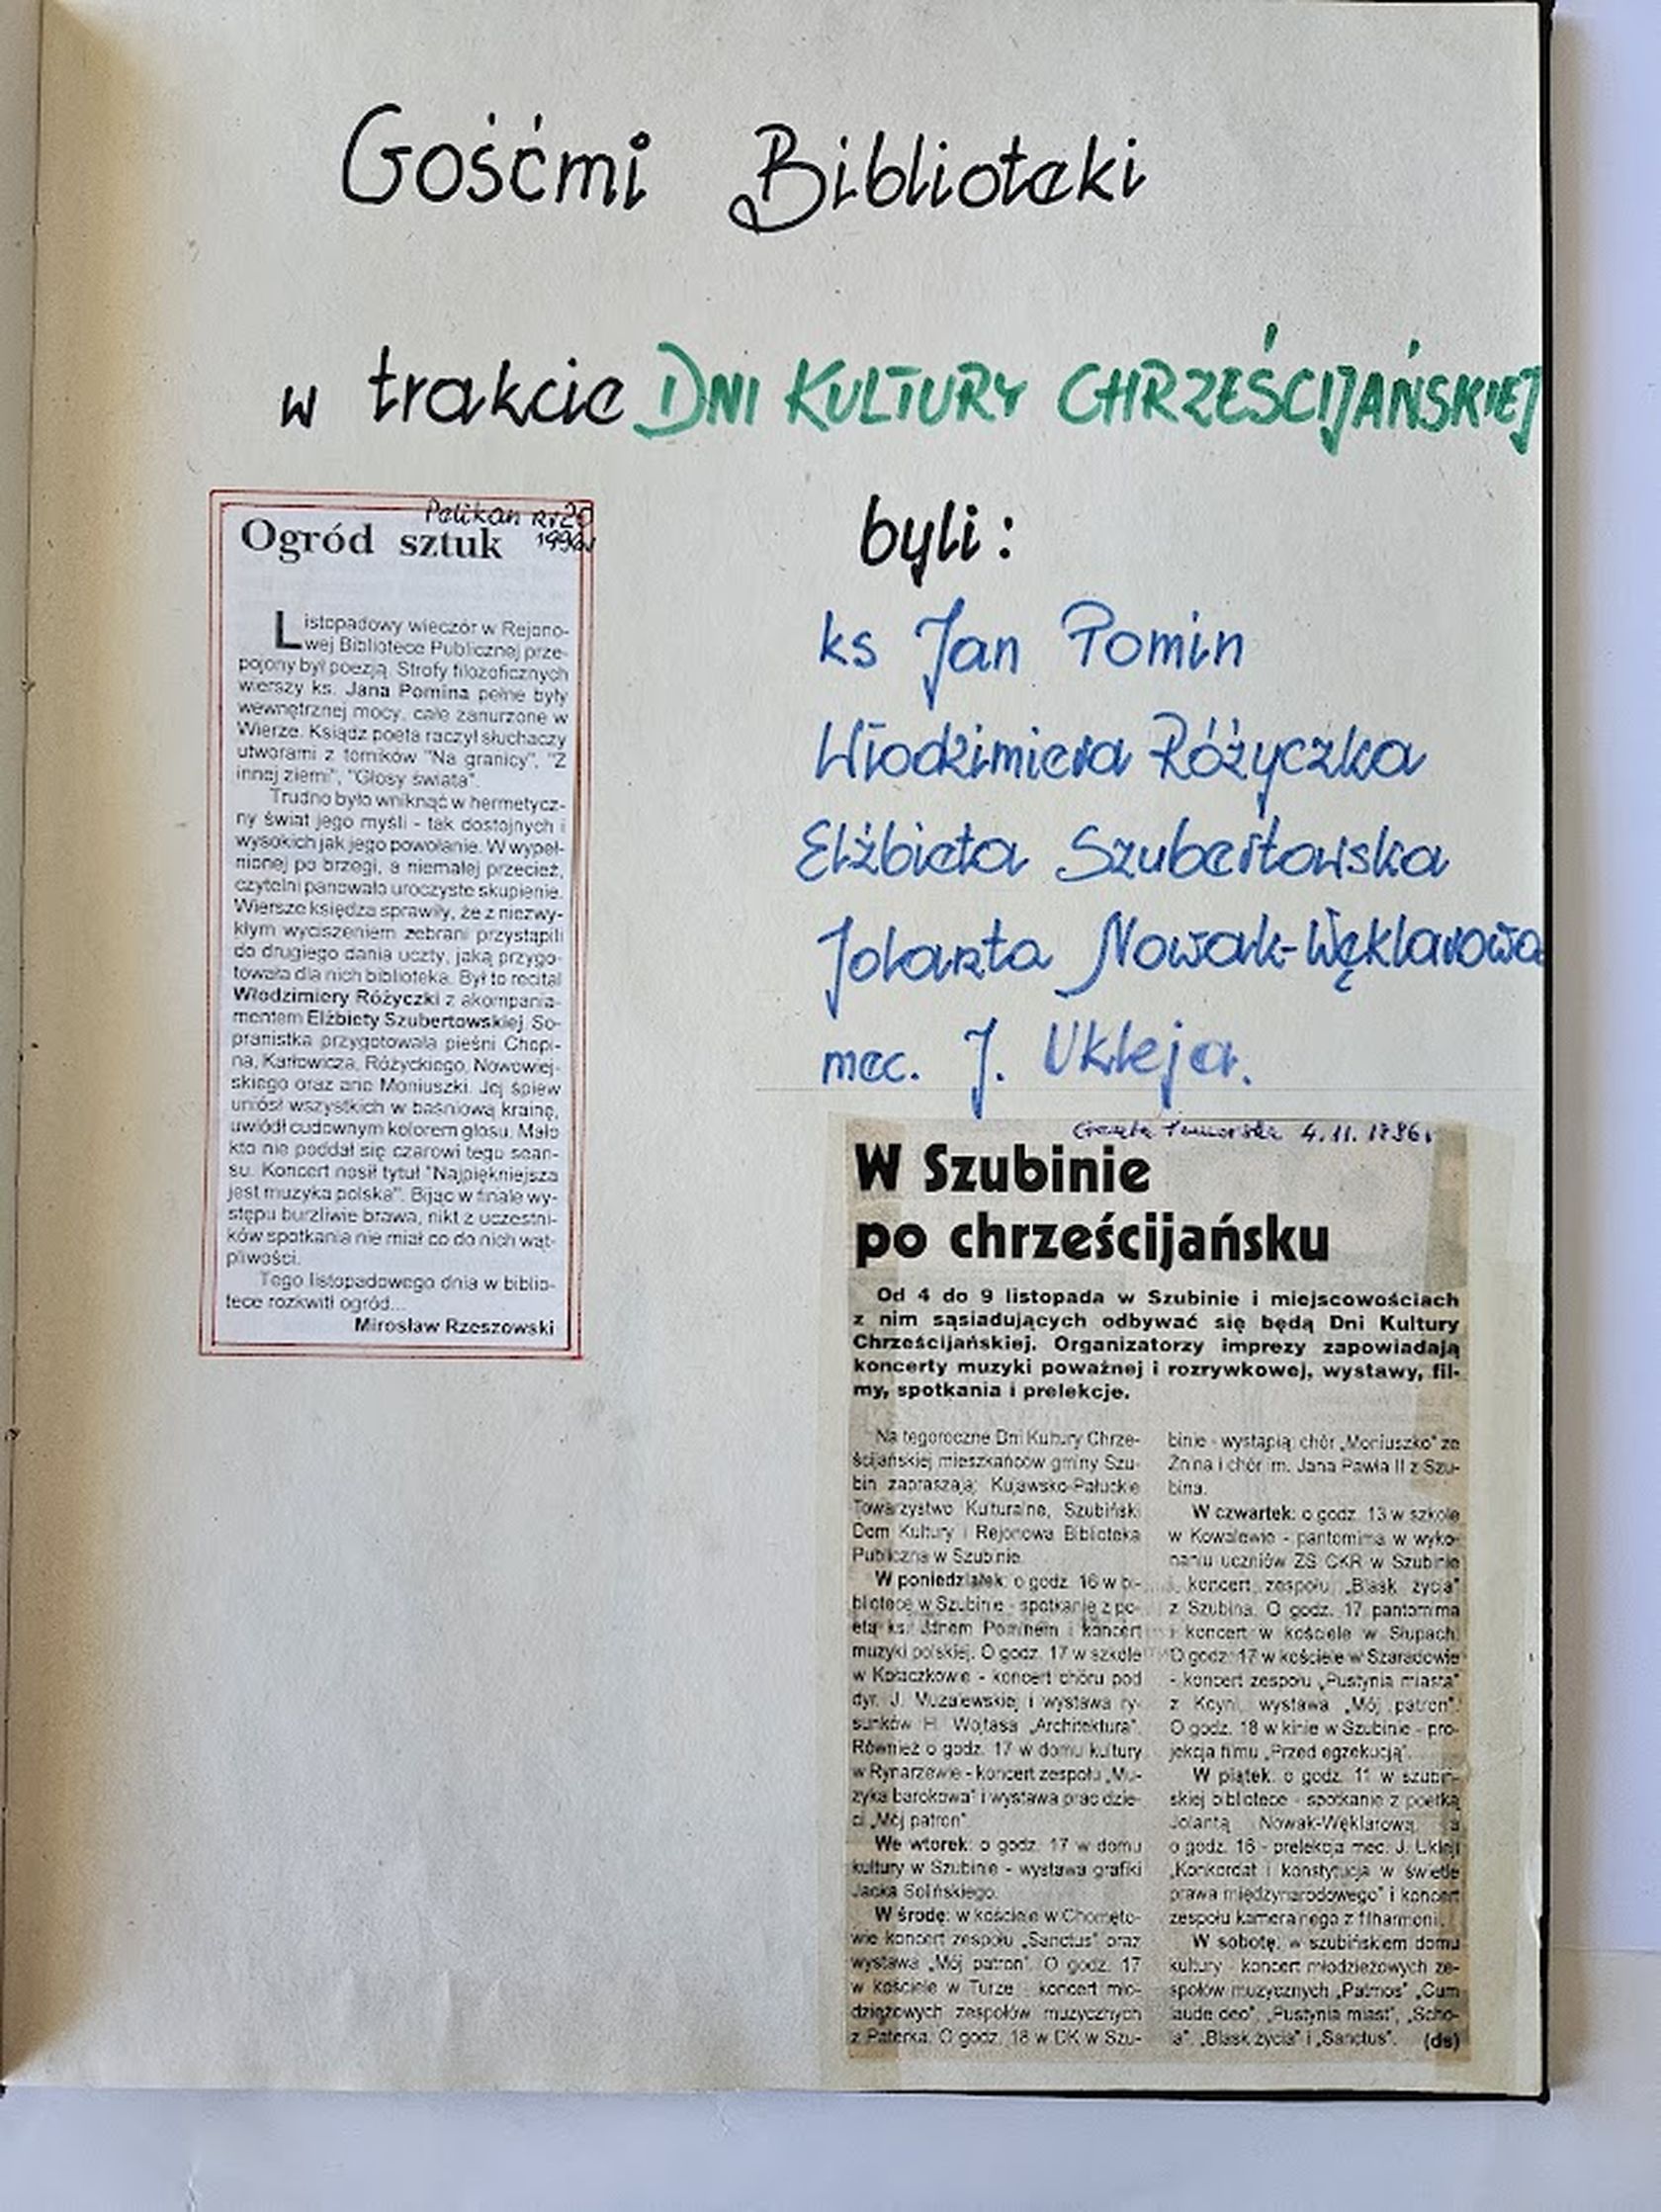 Gośćmi Biblioteki
w trakcie DNI KULTURY CHRZEŚCIJAŃSKIEJ
byli:
ks Jan Pomin
Włodzimiera Różyczka
Elżbieta Szubertowska
Jolanta Nowak-Węklarowa
mec. J. Ukleja.
Pelikan nr 20
1996r
Ogród sztuk
Listopadowy wieczór w Rejono-
wej Bibliotece Publicznej prze-
pojony był poezją. Strofy filozoficznych
wierszy ks. Jana Pomina pełne były
wewnętrznej mocy, całe zanurzone w
Wierze. Ksiądz poeta raczył słuchaczy
utworami z tomików "Na granicy", "Z
innej ziemi", "Głosy świata".
Trudno było wniknąć w hermetycz-
ny świat jego myśli - tak dostojnych i
wysokich jak jego powołanie. W wypeł-
nionej po brzegi, a niemałej przecież,
czytelni panowało uroczyste skupienie.
Wiersze księdza sprawiły, że z niezwy-
kłym wyciszeniem zebrani przystąpili
do drugiego dania uczty, jaką przygo-
towała dla nich biblioteka. Był to recital
Włodzimiery Różyczki z akompania-
mentem Elżbiety Szubertowskiej. So-
pranistka przygotowała pieśni Chopi-
na, Karłowicza, Różyckiego, Nowowiej-
skiego oraz arie Moniuszki. Jej śpiew
uniósł wszystkich w baśniową krainę,
uwiódł cudownym kolorem głosu. Mało
kto nie poddał się czarowi tego sean-
su. Koncert nosił tytuł "Najpiękniejsza
jest muzyka polska". Bijąc w finale wy-
stępu burzliwie brawa, nikt z uczestni-
ków spotkania nie miał co do nich wąt-
pliwości.
Tego listopadowego dnia w biblio-
tece rozkwitł ogród...
Mirosław Rzeszowski
Gazeta Pomorska 4.11.1996r
W Szubinie
po chrześcijańsku
Od 4 do 9 listopada w Szubinie i miejscowościach
z nim sąsiadujących odbywać się będą Dni Kultury
Chrześcijańskiej. Organizatorzy imprezy zapowiadają
koncerty muzyki poważnej i rozrywkowej, wystawy, fil-
my, spotkania i prelekcje.
Na tegoroczne Dni Kultury Chrze-
ścijańskiej mieszkańców gminy Szu-
bin zapraszają: Kujawsko-Pałuckie
Towarzystwo Kulturalne, Szubiński
Dom Kultury i Rejonowa Biblioteka
Publiczna w Szubinie.
W poniedziałek: o godz. 16 w bi-
bliotece w Szubinie - spotkanie z po-
etą ks. Janem Pominem i koncert
muzyki polskiej. O godz. 17 w szkole
w Kołaczkowie - koncert chóru pod
dyr. J. Muzalewskiej i wystawa ry-
sunków H. Wojtasa „Architektura”.
Również o godz. 17 w domu kultury
w Rynarzewie - koncert zespołu „Mu-
zyka barokowa” i wystawa prac dzie-
ci „Mój patron”.
We wtorek: o godz. 17 w domu
kultury w Szubinie - wystawa grafiki
Jacka Solińskiego.
W środę: w kościele w Chomęto-
wie koncert zespołu „Sanctus” oraz
wystawa „Mój patron”. O godz. 17
w kościele w Turze - koncert mło-
dzieżowych zespołów muzycznych
z Paterka. O godz. 18 w DK w Szu-
binie - wystąpią: chór „Moniuszko” ze
Żnina i chór im. Jana Pawła II z Szu-
bina.
W czwartek: o godz. 13 w szkole
w Kowalewie - pantomima w wyko-
naniu uczniów ZS CKR w Szubinie
i koncert zespołu „Blask życia”
z Szubina. O godz. 17 pantomima
i koncert w kościele w Słupach.
O godz. 17 w kościele w Szaradowie
- koncert zespołu „Pustynia miasta”
z Kcyni, wystawa „Mój patron”.
O godz. 18 w kinie w Szubinie - pro-
jekcja filmu „Przed egzekucją”.
W piątek: o godz. 11 w szubiń-
skiej bibliotece - spotkanie z poetką
Jolantą Nowak-Węklarową, a
o godz. 16 - prelekcja mec. J. Uklei
„Konkordat i konstytucja w świetle
prawa międzynarodowego” i koncert
zespołu kameralnego z filharmonii.
W sobotę: w szubińskiem domu
kultury - koncert młodzieżowych ze-
społów muzycznych „Patmos” „Cum
laude deo”, „Pustynia miast”, „Scho-
la”, „Blask życia” i „Sanctus”. (ds)